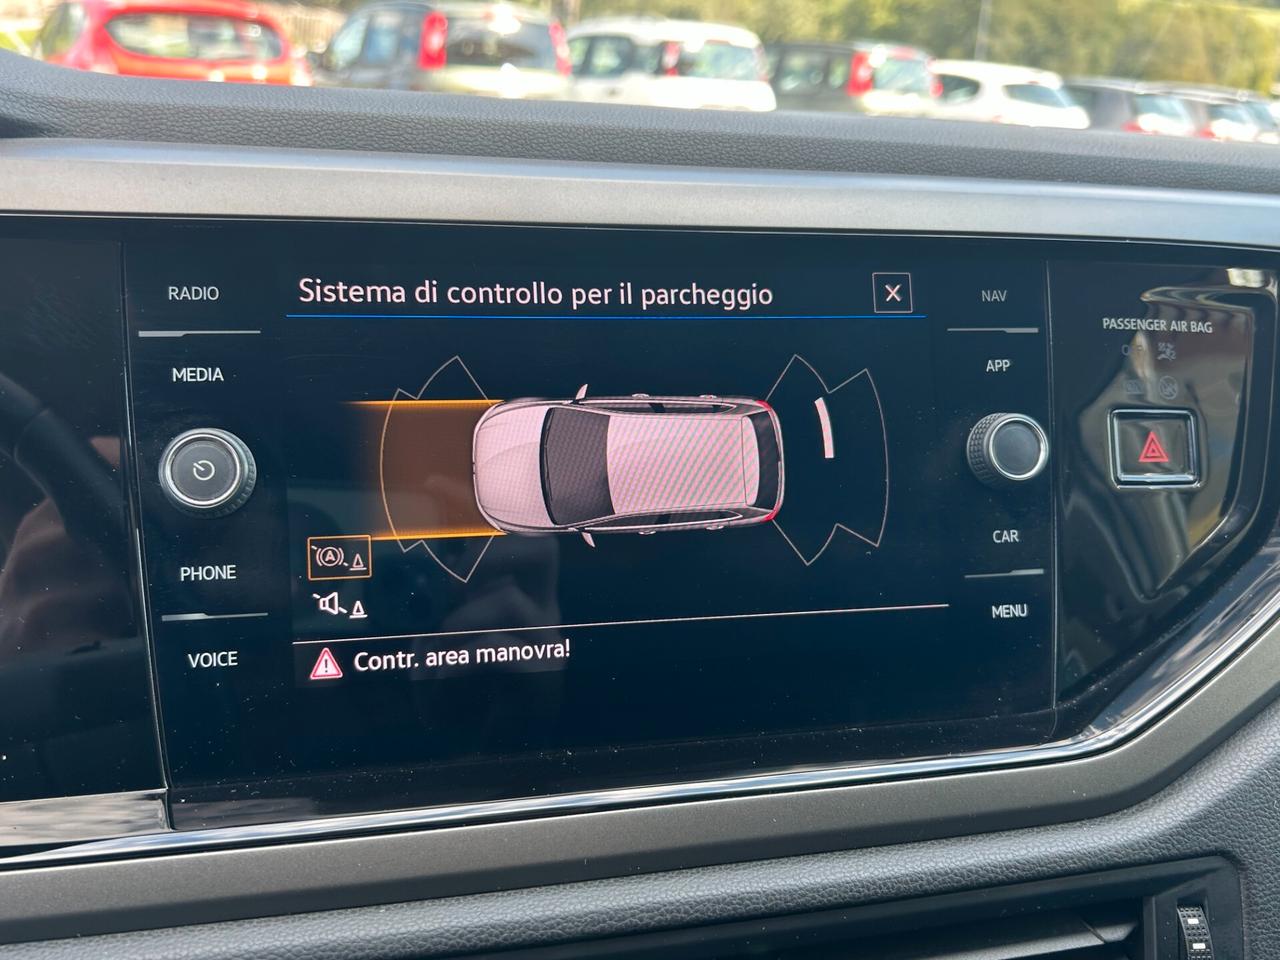 Sistema di controllo per il parcheggio
X
RADIO
MEDIA
PHONE
VOICE
Contr. area manovra!
NAV
APP
CAR
MENU
PASSENGER AIR BAG
A